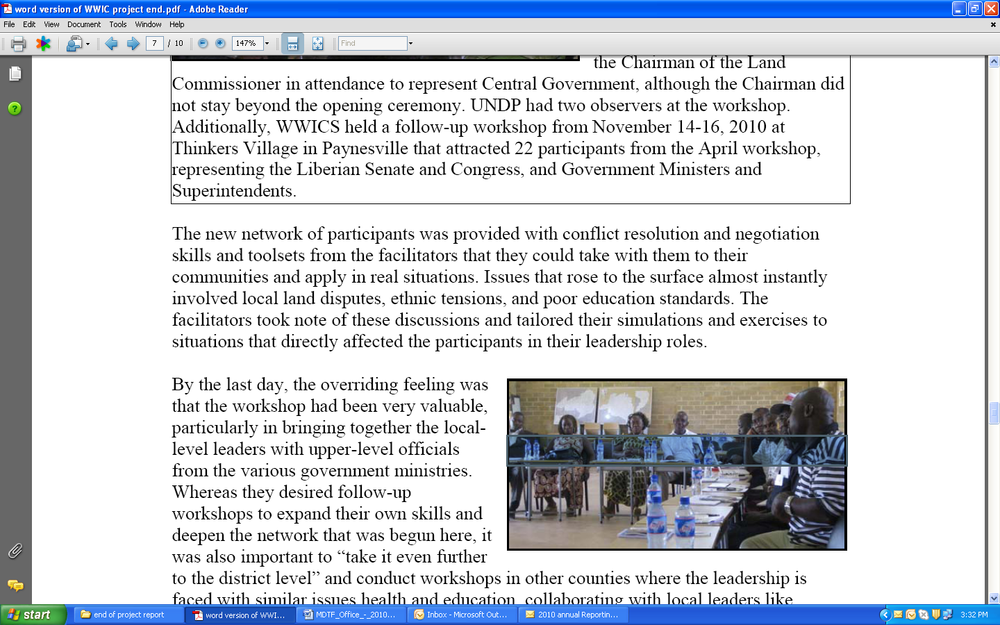 word version of WWIC project end.pdf - Adobe Reader
File Edit View Document Tools Window Help
7 / 10 147% Find
the Chairman of the Land
Commissioner in attendance to represent Central Government, although the Chairman did
not stay beyond the opening ceremony. UNDP had two observers at the workshop.
Additionally, WWICS held a follow-up workshop from November 14-16, 2010 at
Thinkers Village in Paynesville that attracted 22 participants from the April workshop,
representing the Liberian Senate and Congress, and Government Ministers and
Superintendents.
The new network of participants was provided with conflict resolution and negotiation
skills and toolsets from the facilitators that they could take with them to their
communities and apply in real situations. Issues that rose to the surface almost instantly
involved local land disputes, ethnic tensions, and poor education standards. The
facilitators took note of these discussions and tailored their simulations and exercises to
situations that directly affected the participants in their leadership roles.
By the last day, the overriding feeling was
that the workshop had been very valuable,
particularly in bringing together the local-
level leaders with upper-level officials
from the various government ministries.
Whereas they desired follow-up
workshops to expand their own skills and
deepen the network that was begun here, it
was also important to “take it even further
to the district level” and conduct workshops in other counties where the leadership is
faced with similar issues health and education, collaborating with local leaders like
start end of project report word version of WWI... MDTF_Office_-_2010... Inbox - Microsoft Out... 2010 annual Reportin... 3:32 PM